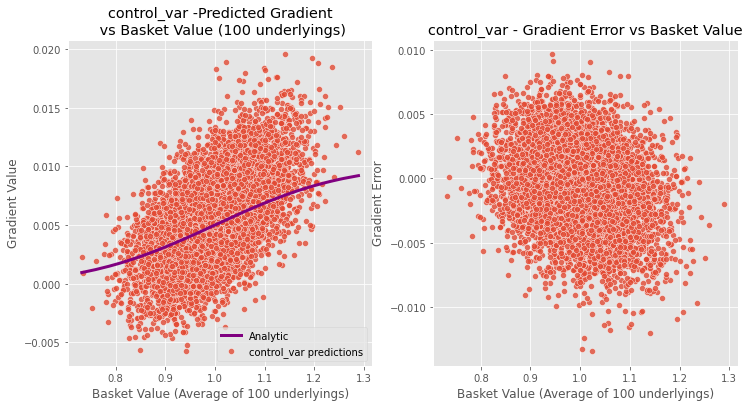 control_var -Predicted Gradient
vs Basket Value (100 underlyings)
0.020
0.015
0.010
0.005
0.000
−0.005
Gradient Value
Analytic
control_var predictions
0.8
0.9
1.0
1.1
1.2
1.3
Basket Value (Average of 100 underlyings)
control_var - Gradient Error vs Basket Value
0.010
0.005
0.000
−0.005
−0.010
Gradient Error
0.8
0.9
1.0
1.1
1.2
1.3
Basket Value (Average of 100 underlyings)